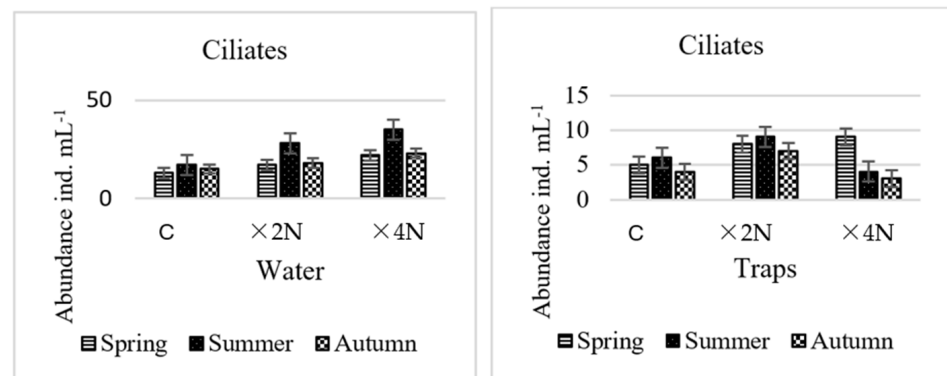 Ciliates
Abundance ind. mL⁻¹
50
0
C ×2N ×4N
Water
Spring Summer Autumn
Ciliates
Abundance ind. mL⁻¹
15
10
5
0
C ×2N ×4N
Traps
Spring Summer Autumn